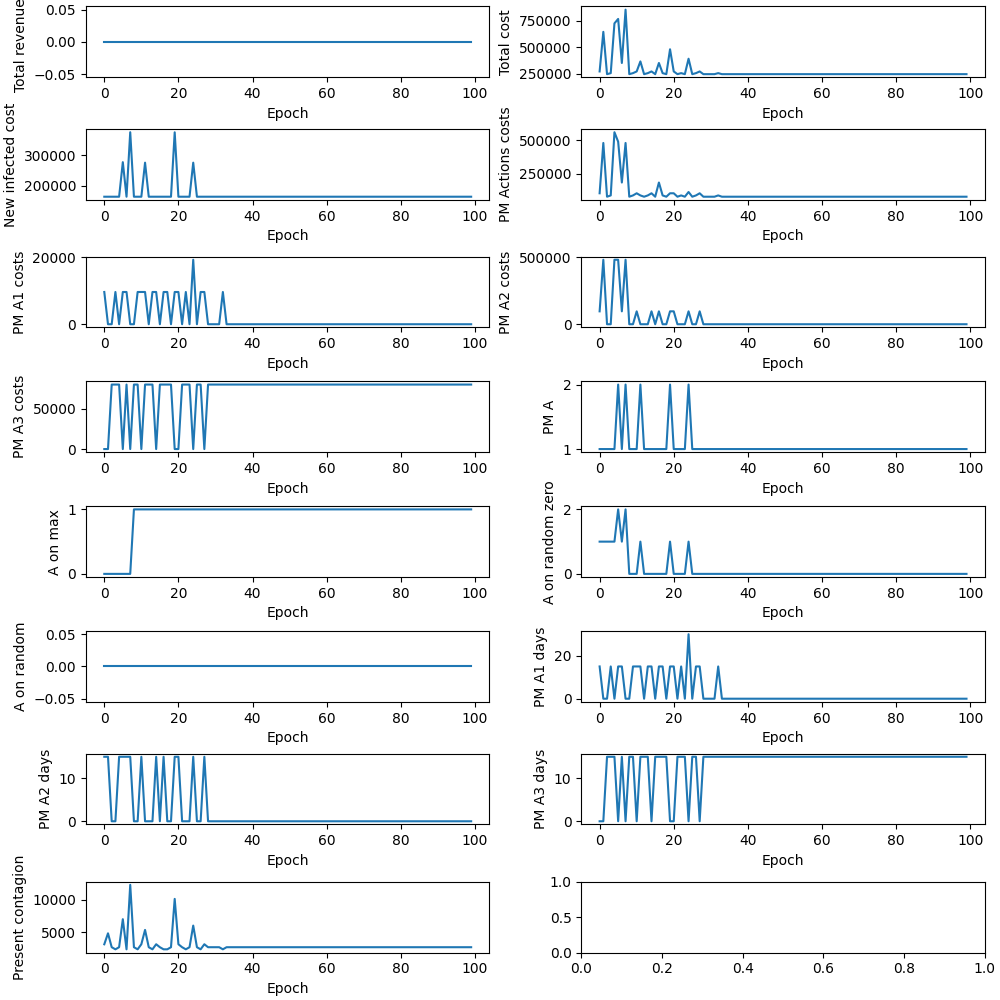 Total revenue
0.05
0.00
−0.05
0 20 40 60 80 100
Epoch
Total cost
750000
500000
250000
0 20 40 60 80 100
Epoch
New infected cost
300000
200000
0 20 40 60 80 100
Epoch
PM Actions costs
500000
250000
0 20 40 60 80 100
Epoch
PM A1 costs
20000
0
0 20 40 60 80 100
Epoch
PM A2 costs
500000
0
0 20 40 60 80 100
Epoch
PM A3 costs
50000
0
0 20 40 60 80 100
Epoch
PM A
2
1
0 20 40 60 80 100
Epoch
A on max
1
0
0 20 40 60 80 100
Epoch
A on random zero
2
0
0 20 40 60 80 100
Epoch
A on random
0.05
0.00
−0.05
0 20 40 60 80 100
Epoch
PM A1 days
20
0
0 20 40 60 80 100
Epoch
PM A2 days
10
0
0 20 40 60 80 100
Epoch
PM A3 days
10
0
0 20 40 60 80 100
Epoch
Present contagion
10000
5000
0 20 40 60 80 100
Epoch
1.0
0.5
0.0
0.0 0.2 0.4 0.6 0.8 1.0